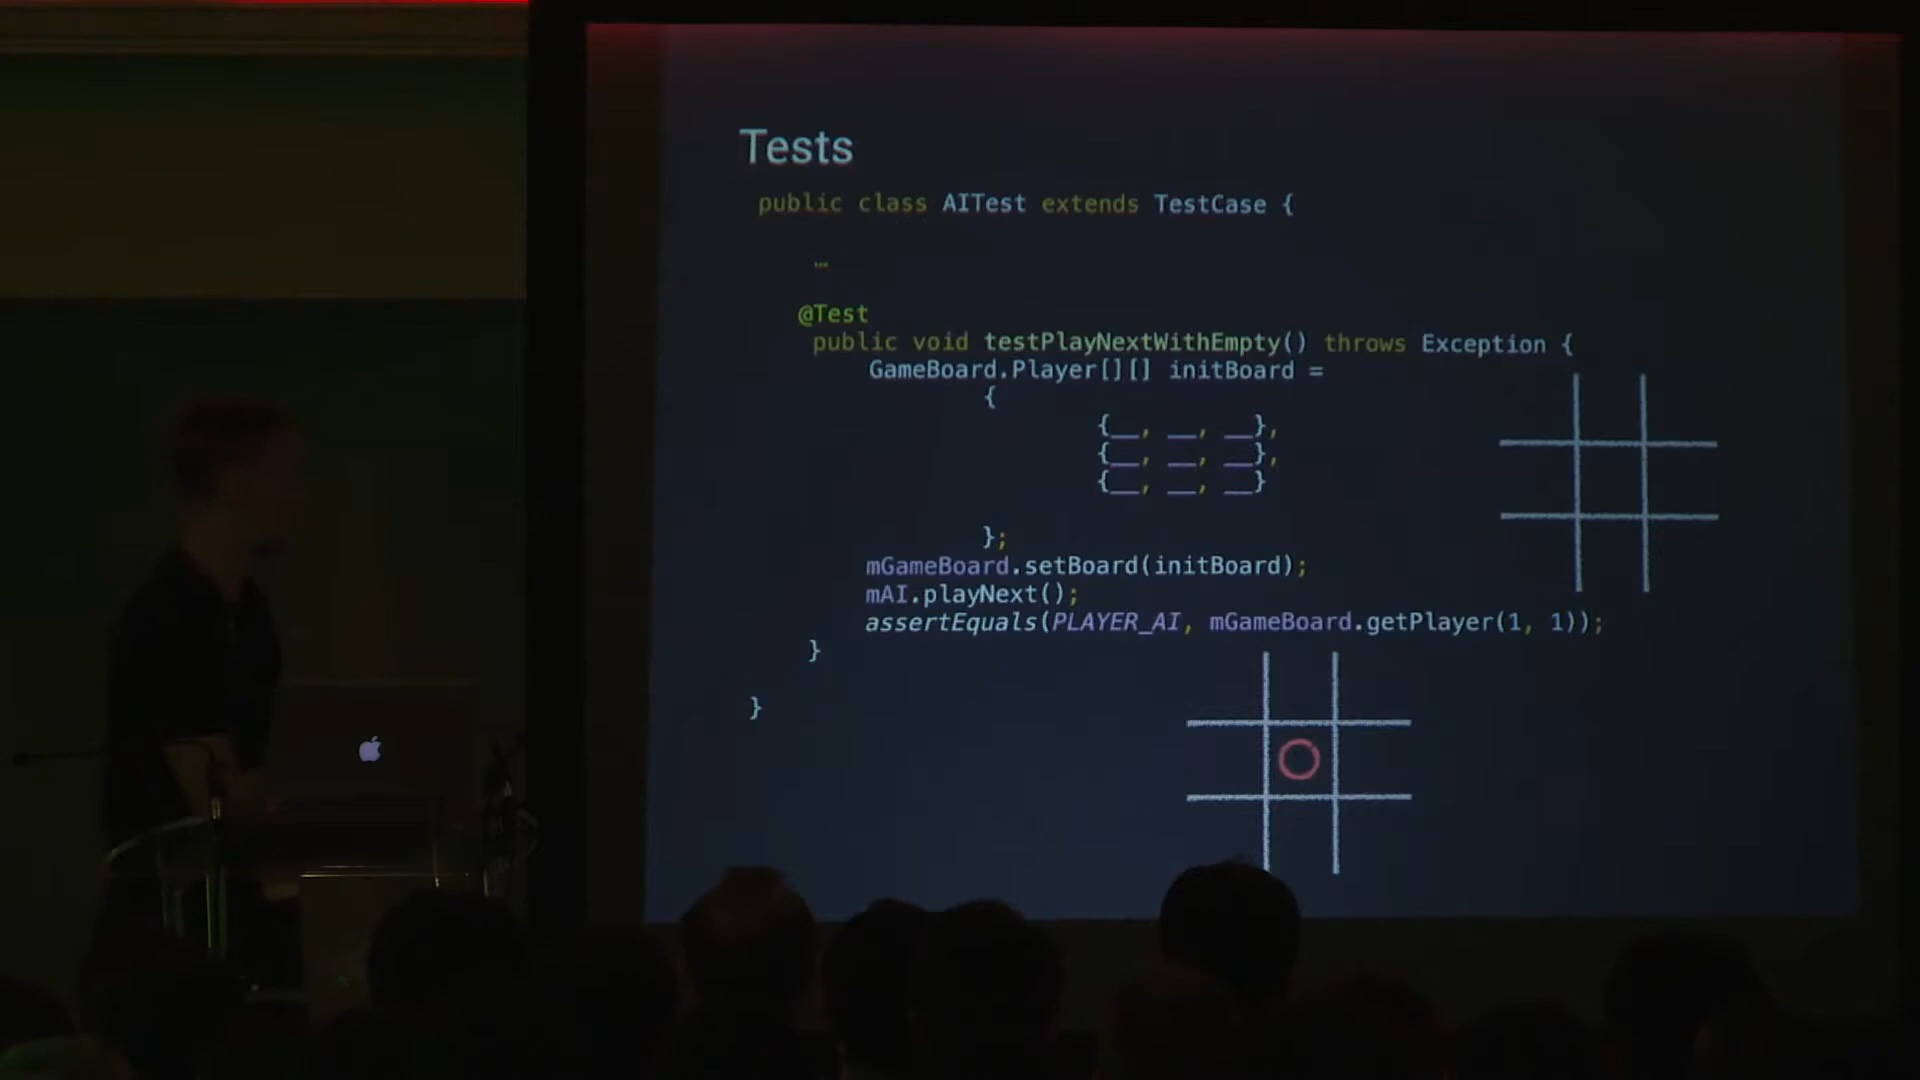 Tests
public class AITest extends TestCase {
…
@Test
public void testPlayNextWithEmpty() throws Exception {
GameBoard.Player[][] initBoard =
{
{__, __, __},
{__, __, __},
{__, __, __}
};
mGameBoard.setBoard(initBoard);
mAI.playNext();
assertEquals(PLAYER_AI, mGameBoard.getPlayer(1, 1));
}
}